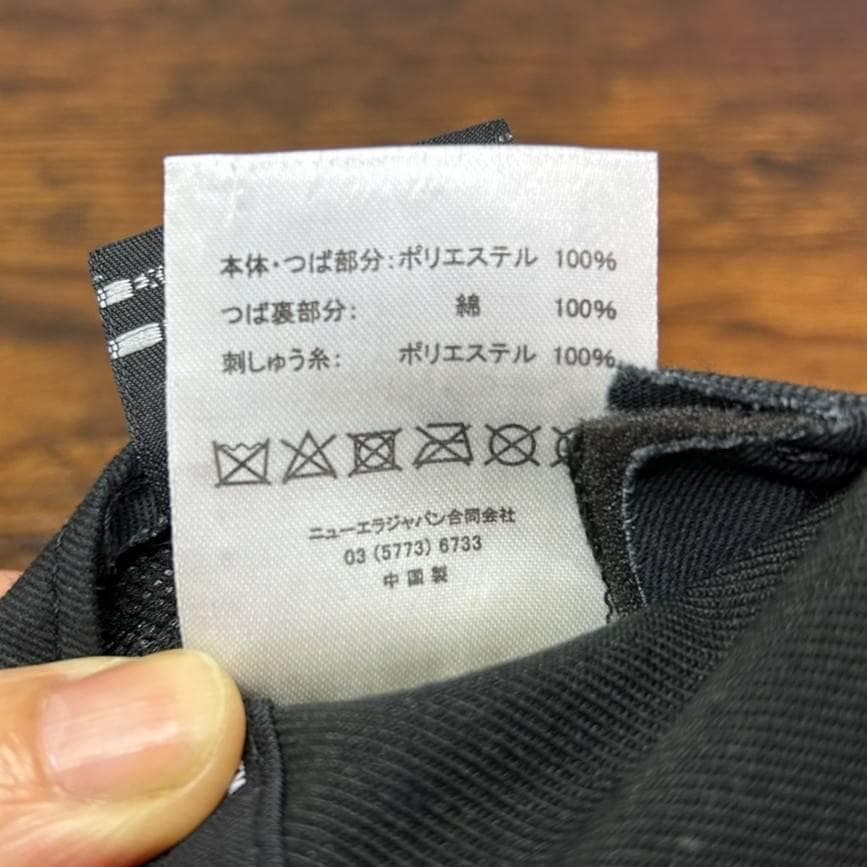 本体・つば部分：ポリエステル 100%
つば裏部分： 綿 100%
刺しゅう糸： ポリエステル 100%
ニューエラジャパン合同会社
03 (5773) 6733
中国製